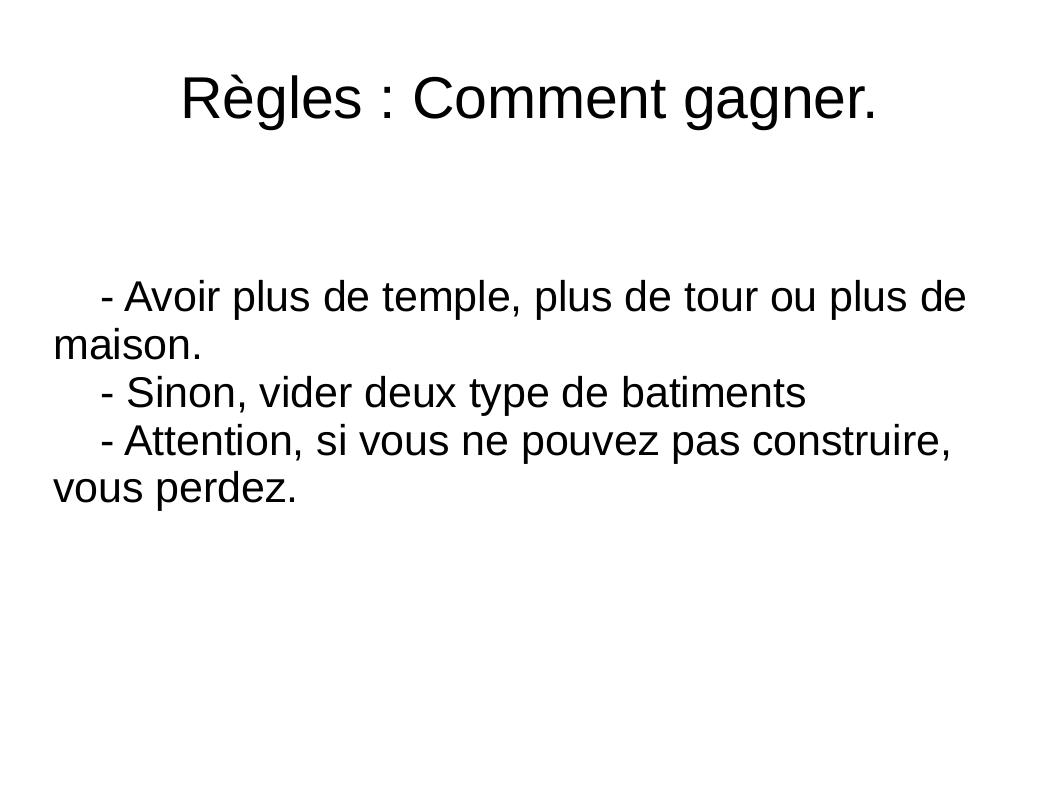 Règles : Comment gagner.
- Avoir plus de temple, plus de tour ou plus de
maison.
- Sinon, vider deux type de batiments
- Attention, si vous ne pouvez pas construire,
vous perdez.